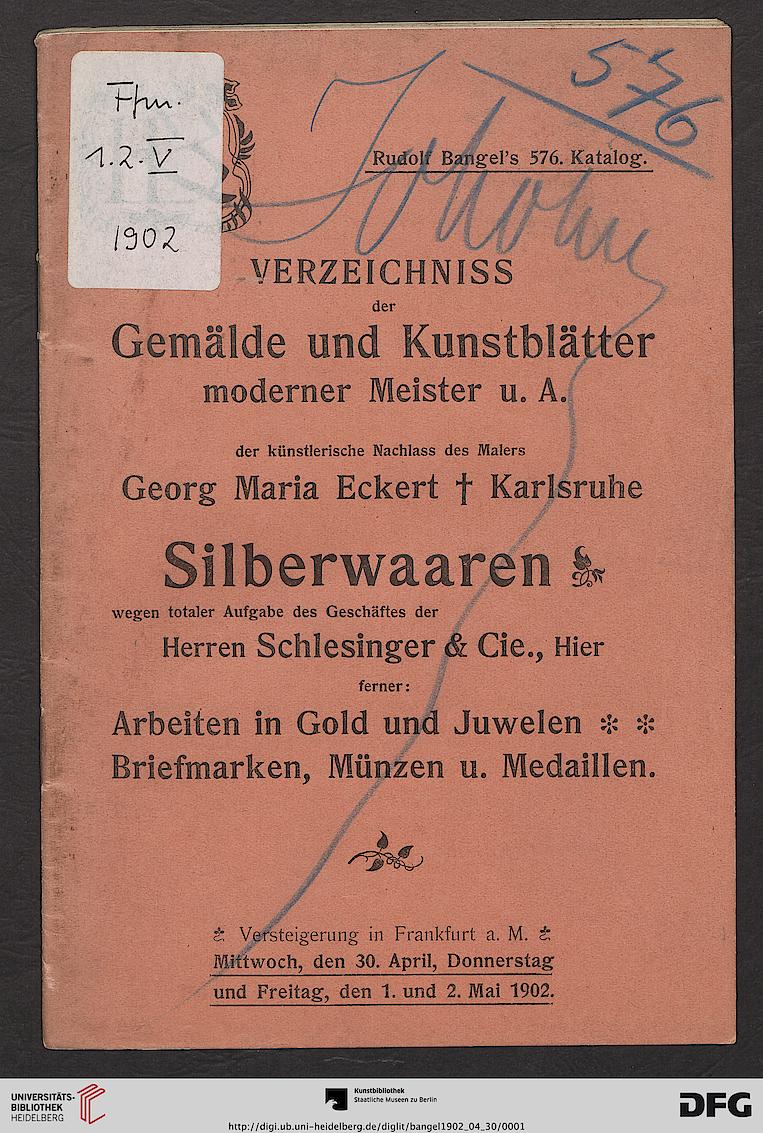 576
Ffm.
1.2.V
1902
Rudolf Bangel's 576. Katalog.
VERZEICHNISS
der
Gemälde und Kunstblätter
moderner Meister u. A.
der künstlerische Nachlass des Malers
Georg Maria Eckert † Karlsruhe
Silberwaaren
wegen totaler Aufgabe des Geschäftes der
Herren Schlesinger & Cie., Hier
ferner:
Arbeiten in Gold und Juwelen
Briefmarken, Münzen u. Medaillen.
Versteigerung in Frankfurt a. M.
Mittwoch, den 30. April, Donnerstag
und Freitag, den 1. und 2. Mai 1902.
UNIVERSITÄTS-
BIBLIOTHEK
HEIDELBERG
Kunstbibliothek
Staatliche Museen zu Berlin
DFG
http://digi.ub.uni-heidelberg.de/diglit/bangel1902_04_30/0001